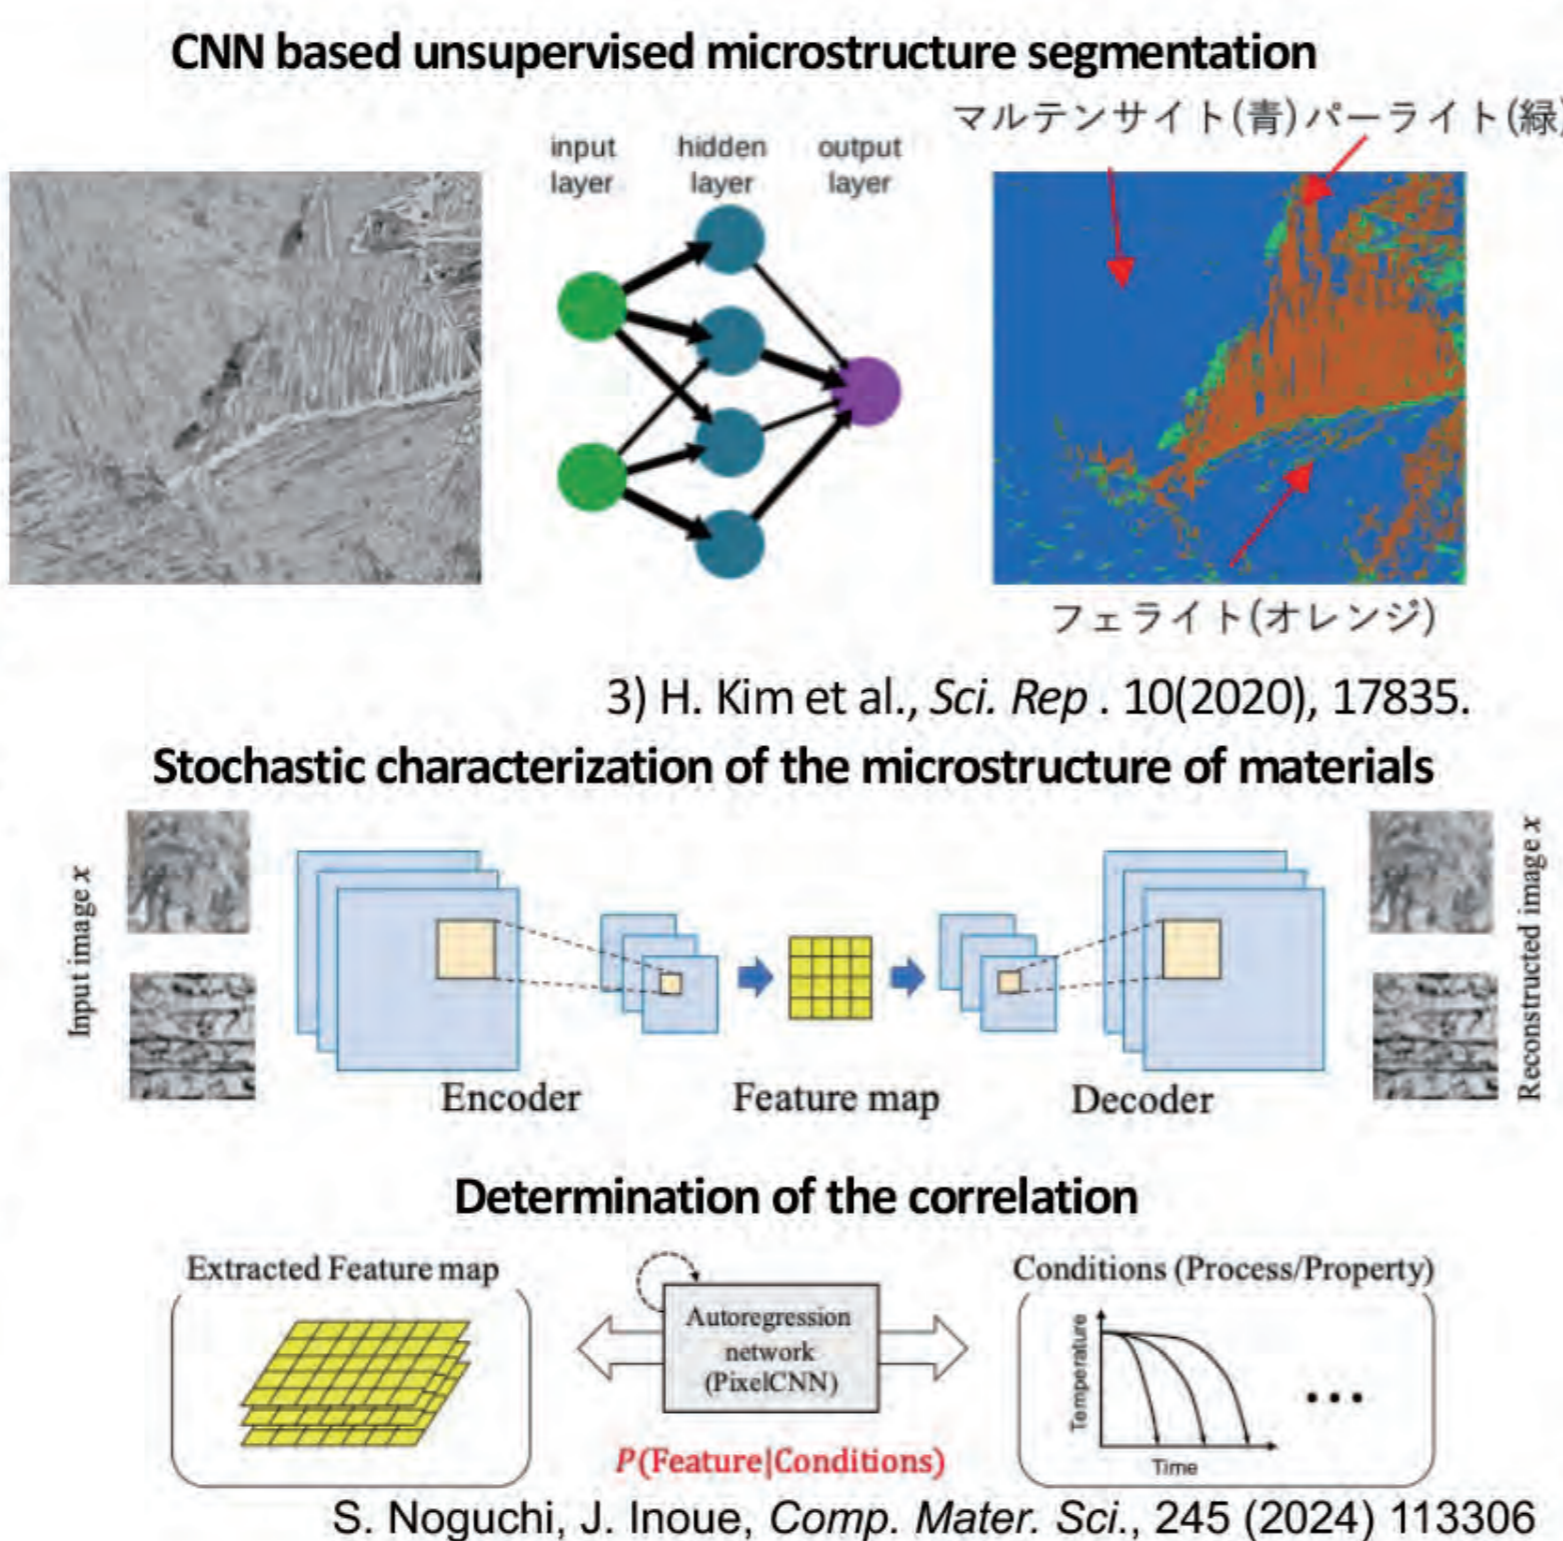 CNN based unsupervised microstructure segmentation
マルテンサイト(青) パーライト(緑)
input layer
hidden layer
output layer
フェライト(オレンジ)
3) H. Kim et al., Sci. Rep . 10(2020), 17835.
Stochastic characterization of the microstructure of materials
Input image x
Encoder
Feature map
Decoder
Reconstructed image x
Determination of the correlation
Extracted Feature map
Autoregression
network
(PixelCNN)
P(Feature|Conditions)
Conditions (Process/Property)
Temperature
Time
•••
S. Noguchi, J. Inoue, Comp. Mater. Sci., 245 (2024) 113306